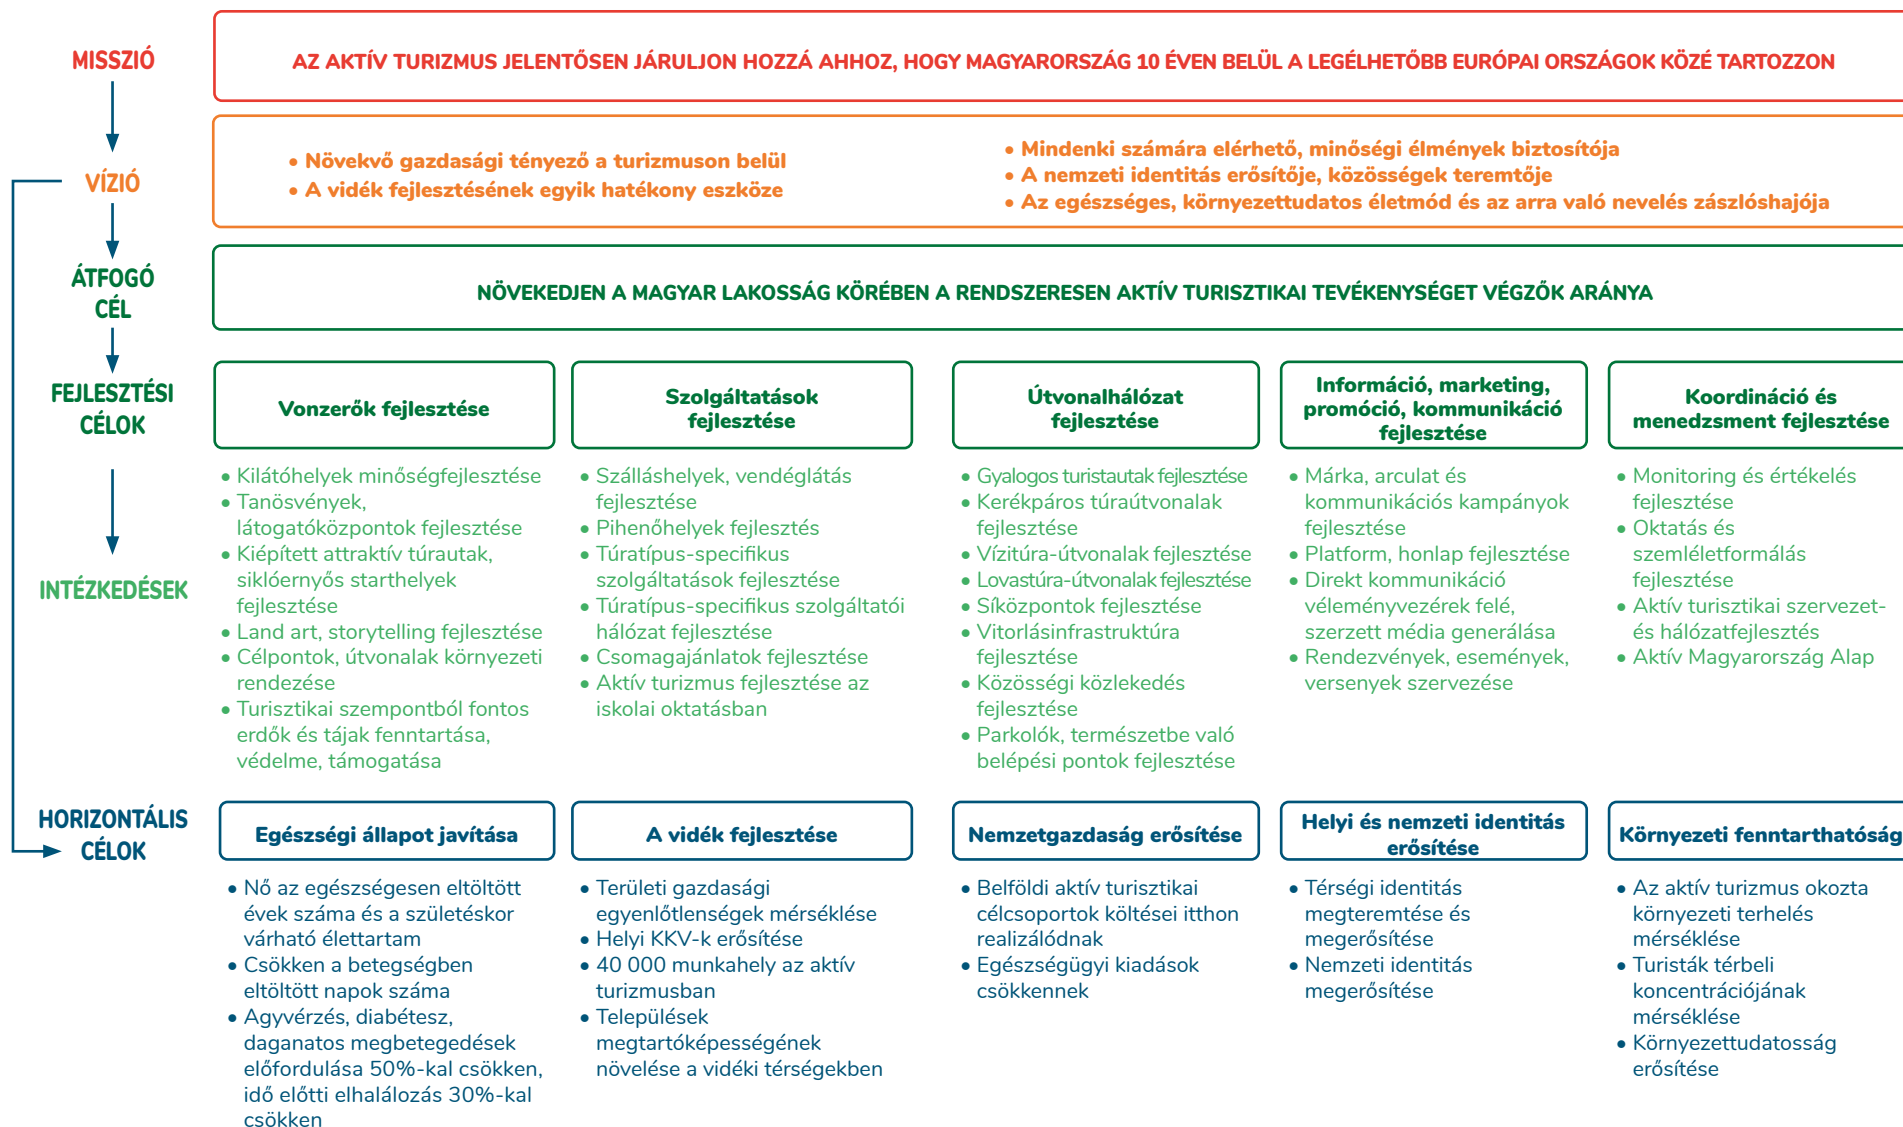 MISSZIÓ
AZ AKTÍV TURIZMUS JELENTŐSEN JÁRULJON HOZZÁ AHHOZ, HOGY MAGYARORSZÁG 10 ÉVEN BELÜL A LEGÉLHETŐBB EURÓPAI ORSZÁGOK KÖZÉ TARTOZZON
VÍZIÓ
• Növekvő gazdasági tényező a turizmuson belül
• A vidék fejlesztésének egyik hatékony eszköze
• Mindenki számára elérhető, minőségi élmények biztosítója
• A nemzeti identitás erősítője, közösségek teremtője
• Az egészséges, környezettudatos életmód és az arra való nevelés zászlóshajója
ÁTFOGÓ
CÉL
NÖVEKEDJEN A MAGYAR LAKOSSÁG KÖRÉBEN A RENDSZERESEN AKTÍV TURISZTIKAI TEVÉKENYSÉGET VÉGZŐK ARÁNYA
FEJLESZTÉSI
CÉLOK
Vonzerők fejlesztése
Szolgáltatások
fejlesztése
Útvonalhálózat
fejlesztése
Információ, marketing,
promóció, kommunikáció
fejlesztése
Koordináció és
menedzsment fejlesztése
INTÉZKEDÉSEK
• Kilátóhelyek minőségfejlesztése
• Tanösvények,
látogatóközpontok fejlesztése
• Kiépített attraktív túrautak,
siklóernyős starthelyek
fejlesztése
• Land art, storytelling fejlesztése
• Célpontok, útvonalak környezeti
rendezése
• Turisztikai szempontból fontos
erdők és tájak fenntartása,
védelme, támogatása
• Szálláshelyek, vendéglátás
fejlesztése
• Pihenőhelyek fejlesztés
• Túratípus-specifikus
szolgáltatások fejlesztése
• Túratípus-specifikus szolgáltatói
hálózat fejlesztése
• Csomagajánlatok fejlesztése
• Aktív turizmus fejlesztése az
iskolai oktatásban
• Gyalogos turistautak fejlesztése
• Kerékpáros túraútvonalak
fejlesztése
• Vízitúra-útvonalak fejlesztése
• Lovastúra-útvonalak fejlesztése
• Síközpontok fejlesztése
• Vitorlásinfrastruktúra
fejlesztése
• Közösségi közlekedés
fejlesztése
• Parkolók, természetbe való
belépési pontok fejlesztése
• Márka, arculat és
kommunikációs kampányok
fejlesztése
• Platform, honlap fejlesztése
• Direkt kommunikáció
véleményvezérek felé,
szerzett média generálása
• Rendezvények, események,
versenyek szervezése
• Monitoring és értékelés
fejlesztése
• Oktatás és
szemléletformálás
fejlesztése
• Aktív turisztikai szervezet-
és hálózatfejlesztés
• Aktív Magyarország Alap
HORIZONTÁLIS
CÉLOK
Egészségi állapot javítása
A vidék fejlesztése
Nemzetgazdaság erősítése
Helyi és nemzeti identitás
erősítése
Környezeti fenntarthatóság
• Nő az egészségesen eltöltött
évek száma és a születéskor
várható élettartam
• Csökken a betegségben
eltöltött napok száma
• Agyvérzés, diabétesz,
daganatos megbetegedések
előfordulása 50%-kal csökken,
idő előtti elhalálozás 30%-kal
csökken
• Területi gazdasági
egyenlőtlenségek mérséklése
• Helyi KKV-k erősítése
• 40 000 munkahely az aktív
turizmusban
• Települések
megtartóképességének
növelése a vidéki térségekben
• Belföldi aktív turisztikai
célcsoportok költései itthon
realizálódnak
• Egészségügyi kiadások
csökkennek
• Térségi identitás
megteremtése és
megerősítése
• Nemzeti identitás
megerősítése
• Az aktív turizmus okozta
környezeti terhelés
mérséklése
• Turisták térbeli
koncentrációjának
mérséklése
• Környezettudatosság
erősítése